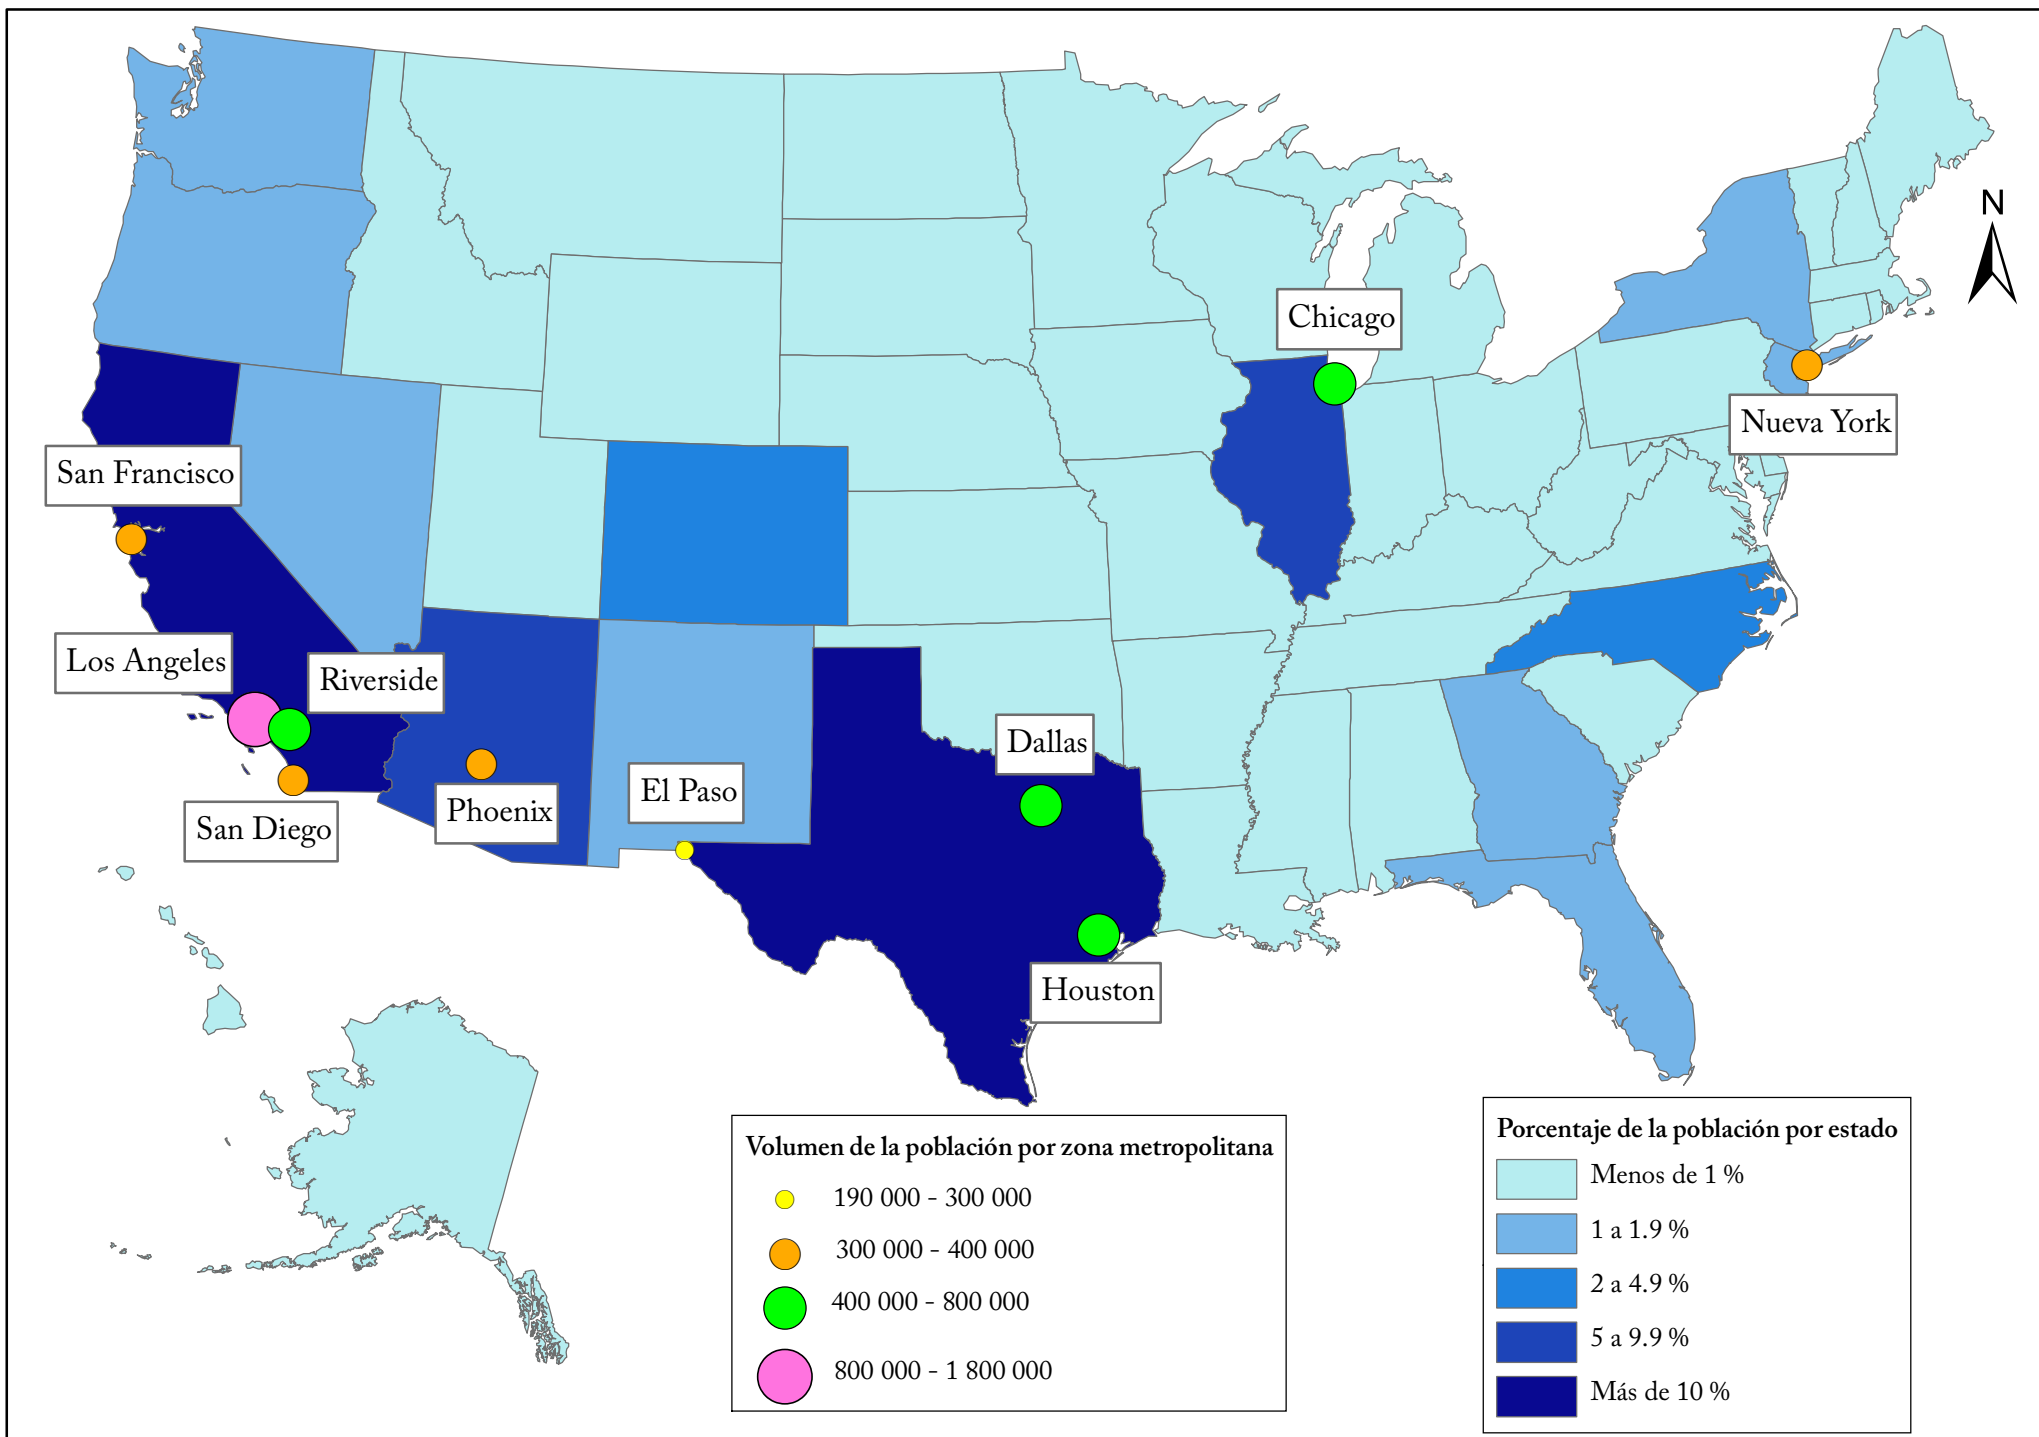 N
Chicago
Nueva York
San Francisco
Los Angeles
Riverside
Dallas
El Paso
Phoenix
San Diego
Houston
Volumen de la población por zona metropolitana
190 000 - 300 000
300 000 - 400 000
400 000 - 800 000
800 000 - 1 800 000
Porcentaje de la población por estado
Menos de 1 %
1 a 1.9 %
2 a 4.9 %
5 a 9.9 %
Más de 10 %